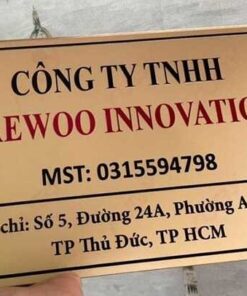 CÔNG TY TNHH
EWOO INNOVATIO
MST: 0315594798
chỉ: Số 5, Đường 24A, Phường A
TP Thủ Đức, TP HCM